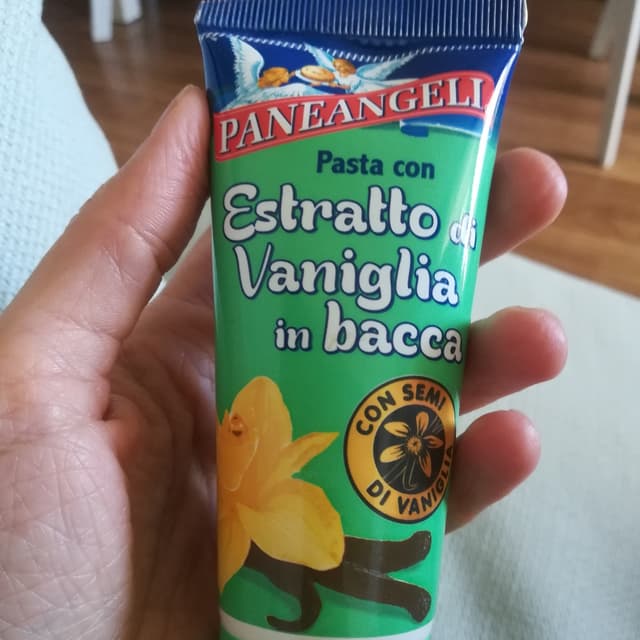 PANEANGELI
Pasta con
Estratto di
Vaniglia
in bacca
CON SEMI
DI VANIGLIA